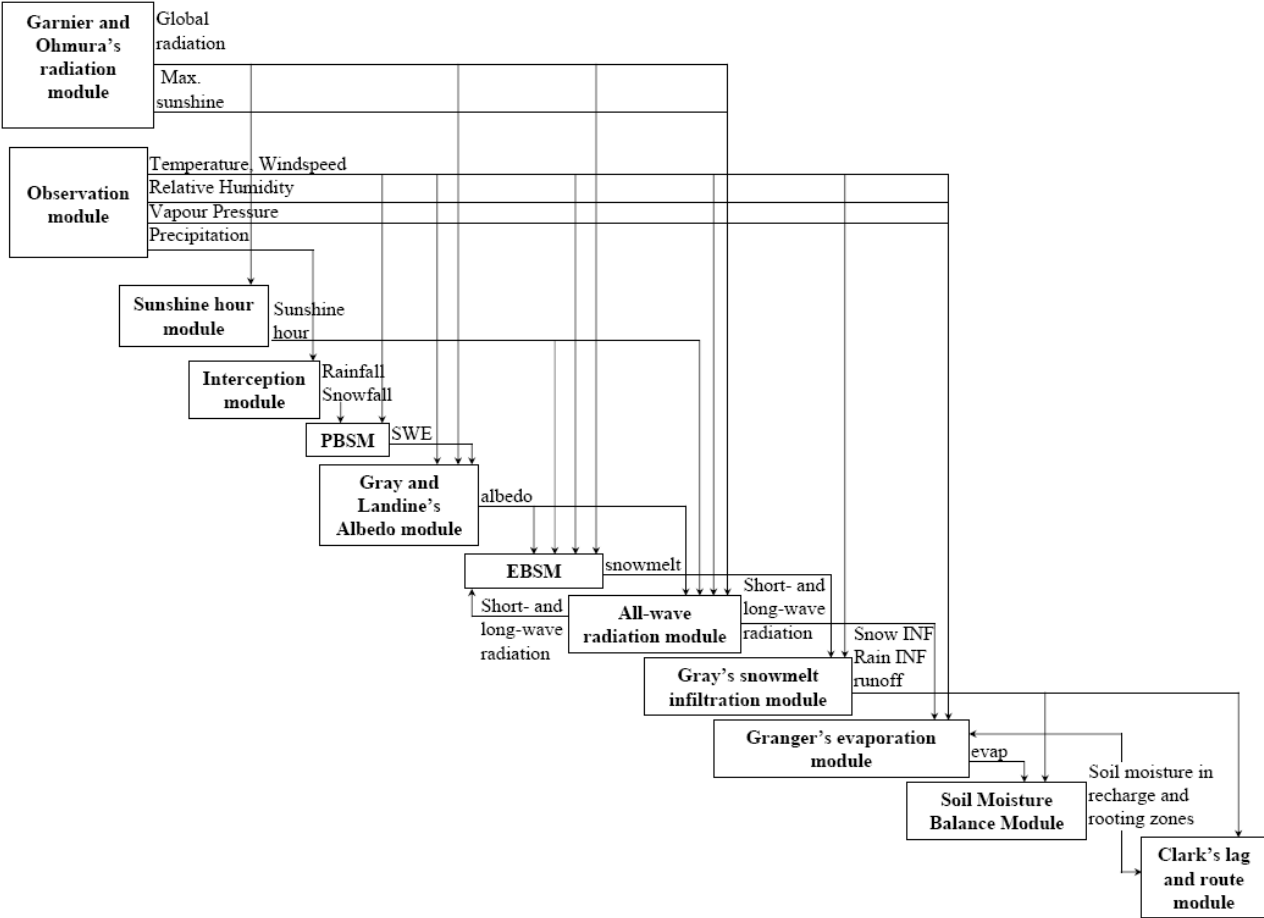 Garnier and
Ohmura’s
radiation
module
Global
radiation
Max.
sunshine
Observation
module
Temperature, Windspeed
Relative Humidity
Vapour Pressure
Precipitation
Sunshine hour
module
Sunshine
hour
Interception
module
Rainfall
Snowfall
PBSM
SWE
Gray and
Landine’s
Albedo module
albedo
EBSM
snowmelt
Short- and
long-wave
radiation
All-wave
radiation module
Short- and
long-wave
radiation
Snow INF
Rain INF
runoff
Gray’s snowmelt
infiltration module
Granger’s evaporation
module
evap
Soil moisture in
recharge and
rooting zones
Soil Moisture
Balance Module
Clark’s lag
and route
module